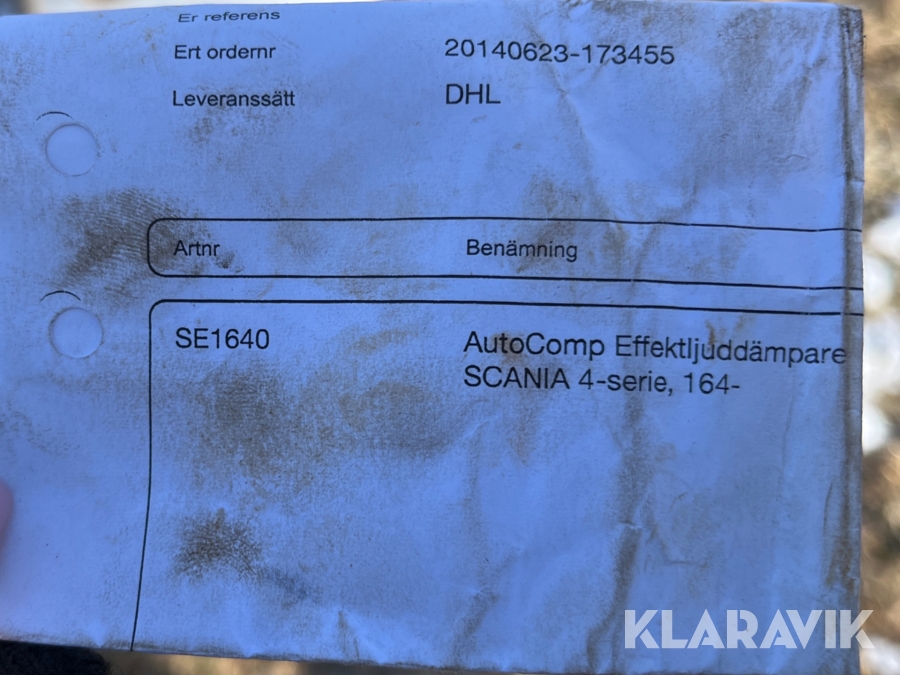 Er referens
Ert ordernr 20140623-173455
Leveranssätt DHL
Artnr Benämning
SE1640 AutoComp Effektljuddämpare
SCANIA 4-serie, 164-
KLARAVIK